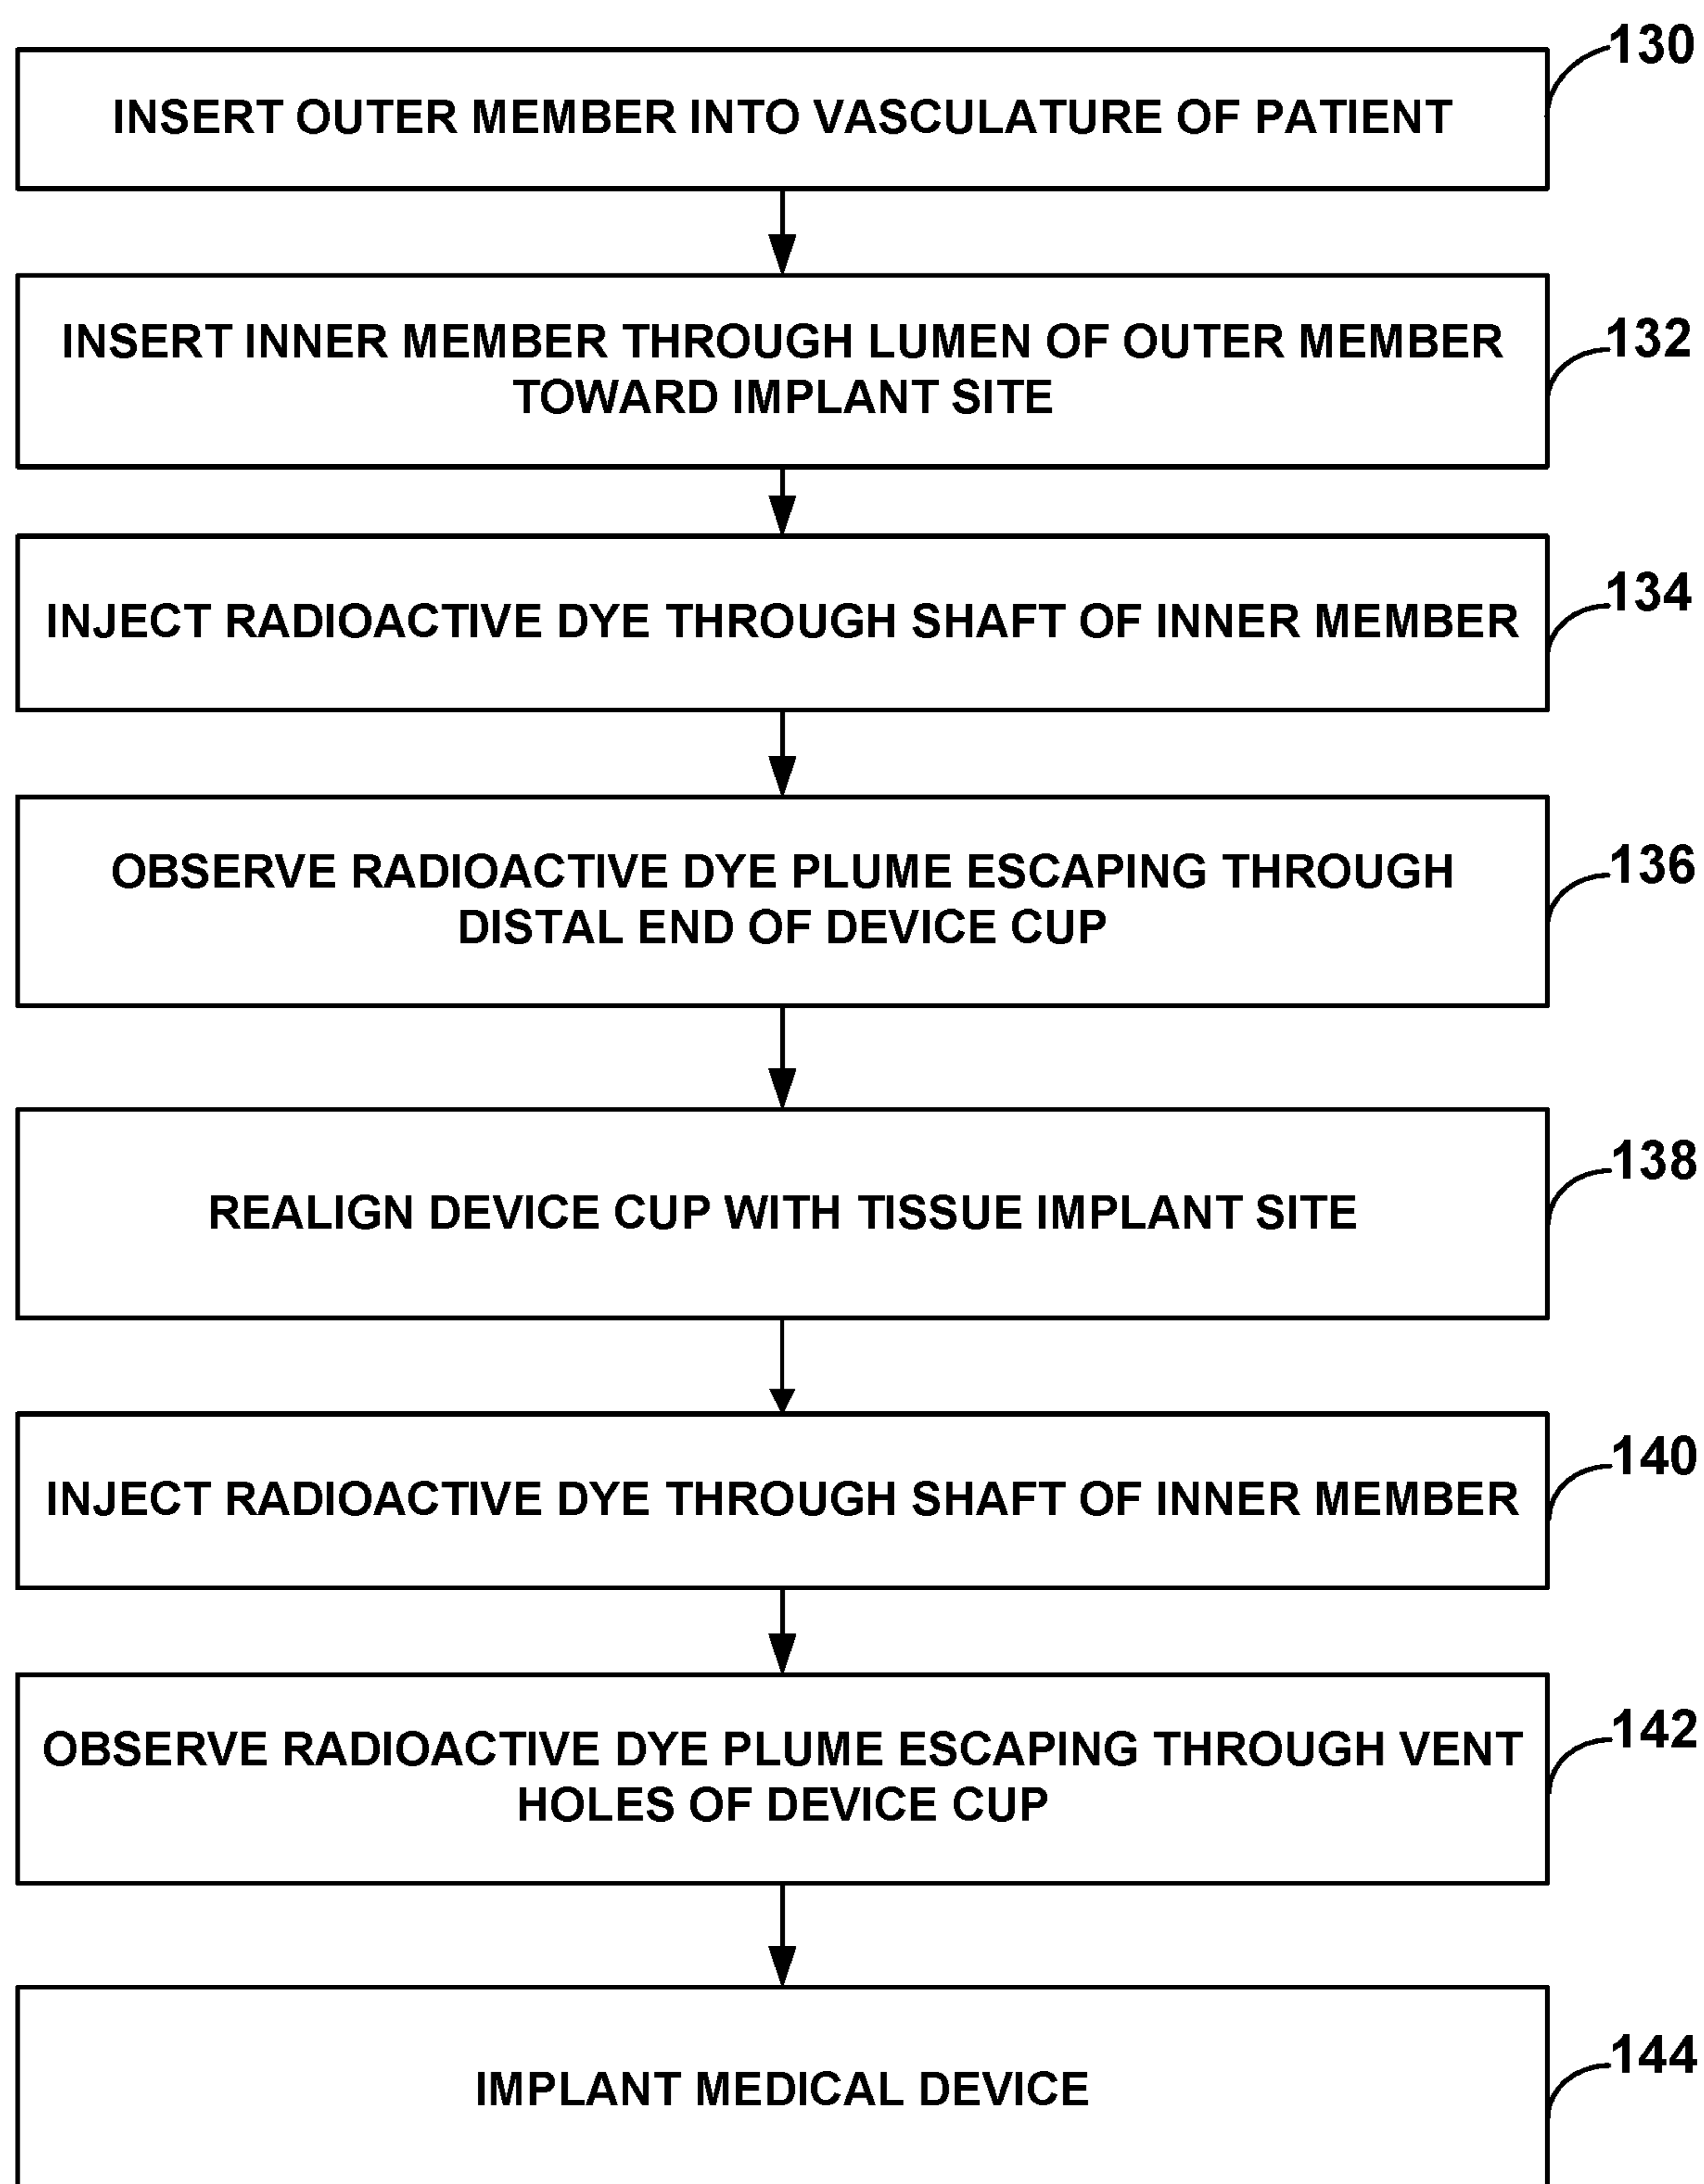 130
INSERT OUTER MEMBER INTO VASCULATURE OF PATIENT
INSERT INNER MEMBER THROUGH LUMEN OF OUTER MEMBER
TOWARD IMPLANT SITE
132
INJECT RADIOACTIVE DYE THROUGH SHAFT OF INNER MEMBER
134
OBSERVE RADIOACTIVE DYE PLUME ESCAPING THROUGH
DISTAL END OF DEVICE CUP
136
REALIGN DEVICE CUP WITH TISSUE IMPLANT SITE
138
INJECT RADIOACTIVE DYE THROUGH SHAFT OF INNER MEMBER
140
OBSERVE RADIOACTIVE DYE PLUME ESCAPING THROUGH VENT
HOLES OF DEVICE CUP
142
IMPLANT MEDICAL DEVICE
144